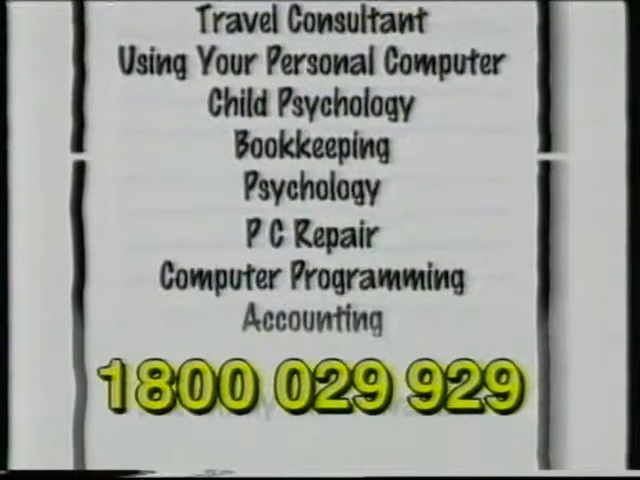 Travel Consultant
Using Your Personal Computer
Child Psychology
Bookkeeping
Psychology
P C Repair
Computer Programming
Accounting
1800 029 929